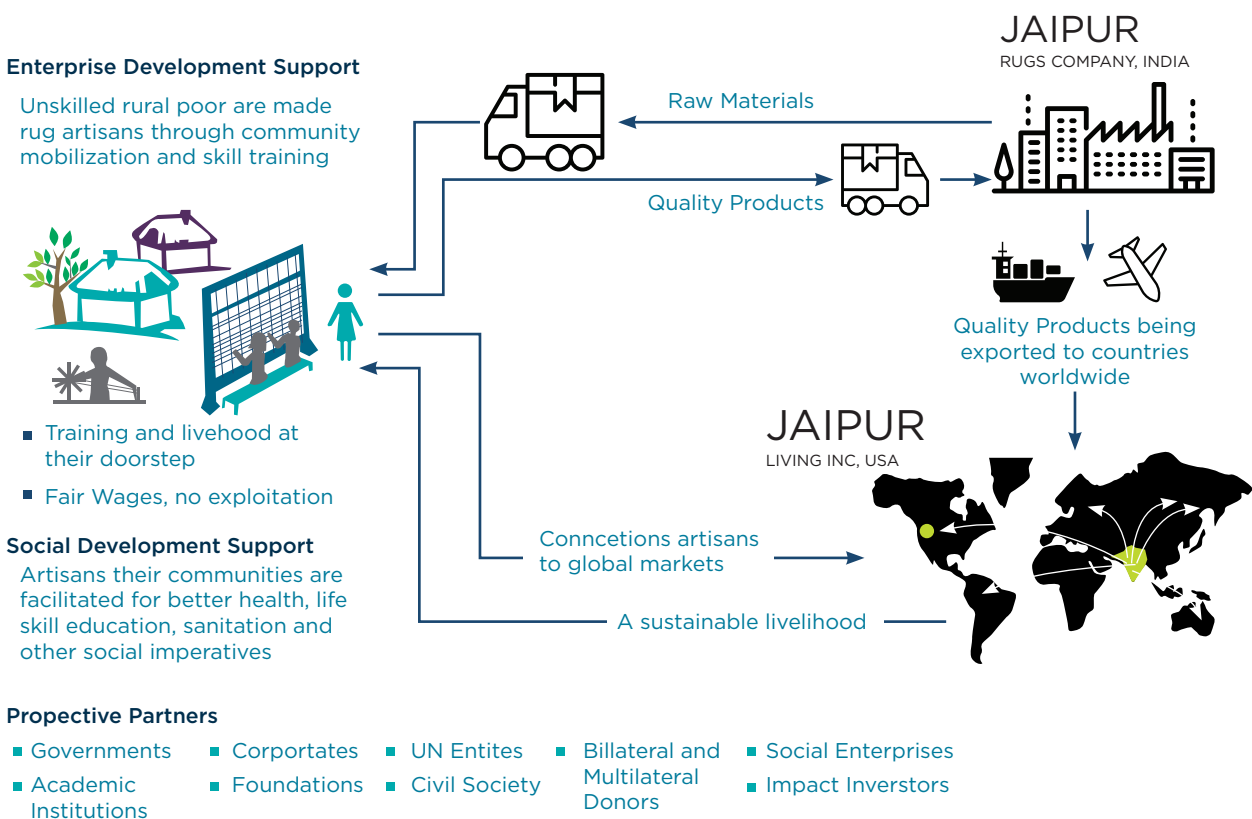 Enterprise Development Support
Unskilled rural poor are made
rug artisans through community
mobilization and skill training
Raw Materials
Quality Products
JAIPUR
RUGS COMPANY, INDIA
Quality Products being
exported to countries
worldwide
JAIPUR
LIVING INC, USA
Training and livehood at
their doorstep
Fair Wages, no exploitation
Social Development Support
Artisans their communities are
facilitated for better health, life
skill education, sanitation and
other social imperatives
Conncetions artisans
to global markets
A sustainable livelihood
Propective Partners
Governments
Academic
Institutions
Corportates
Foundations
UN Entites
Civil Society
Billateral and
Multilateral
Donors
Social Enterprises
Impact Inverstors